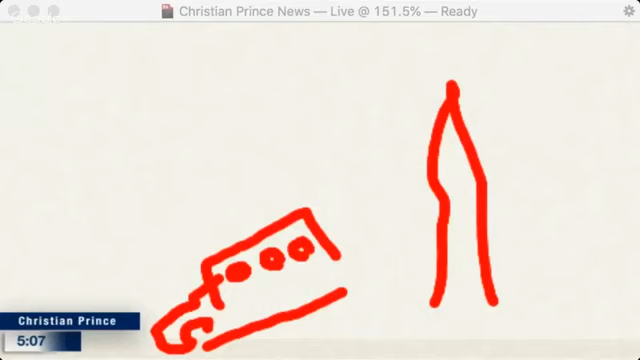 Christian Prince News — Live @ 151.5% — Ready
Christian Prince
5:07